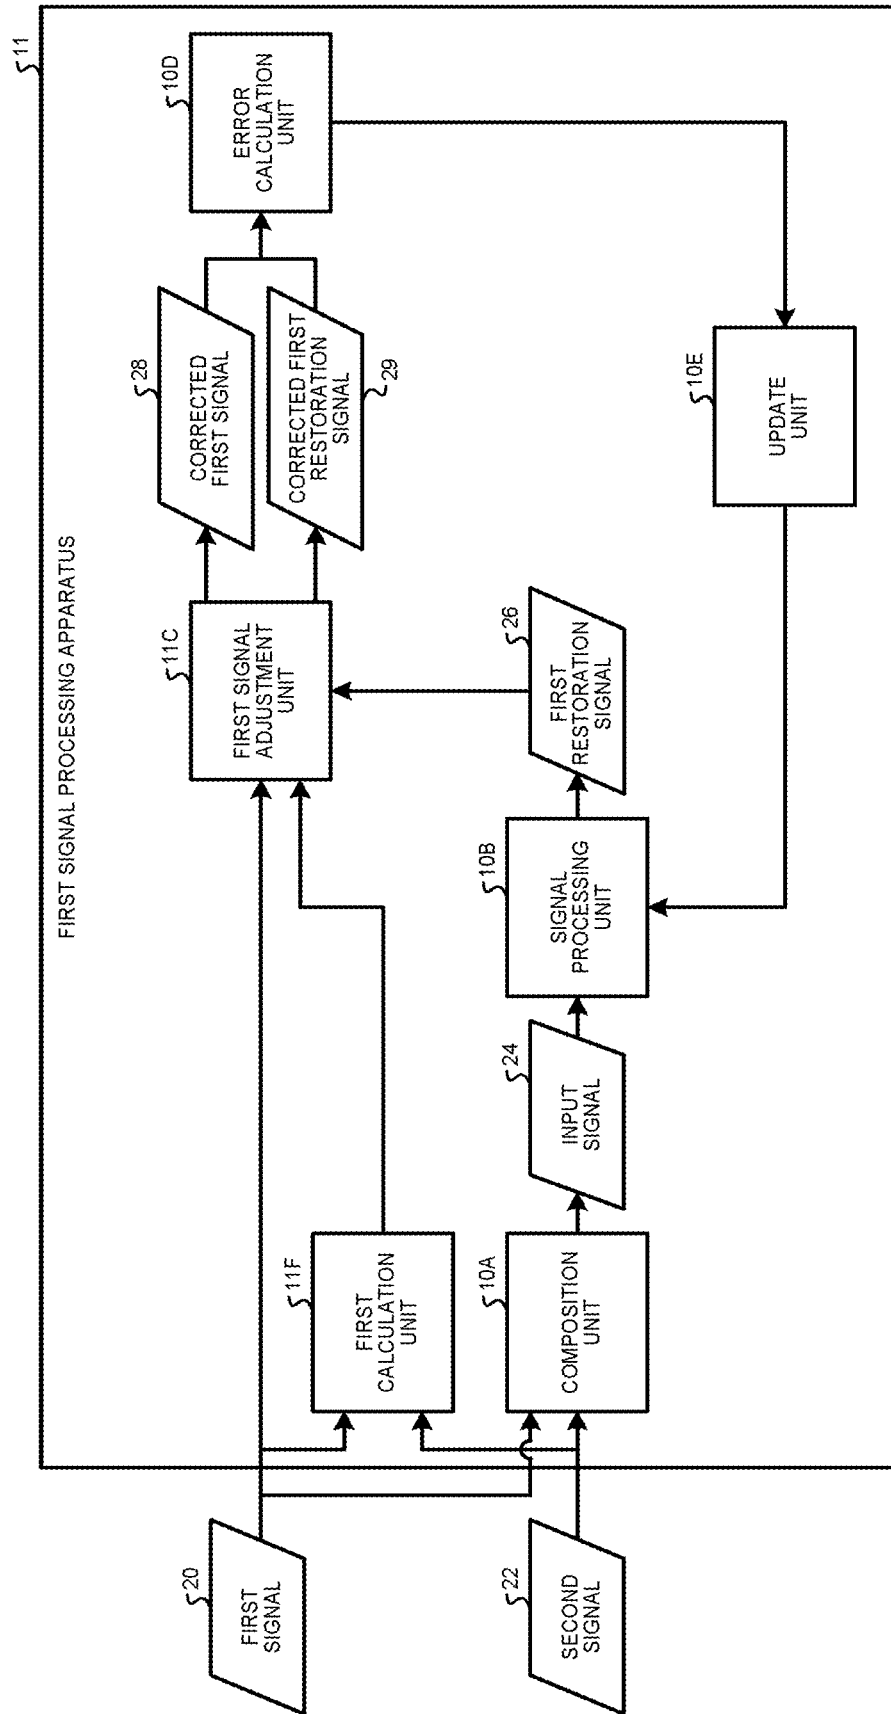 11
FIRST SIGNAL PROCESSING APPARATUS
20
FIRST
SIGNAL
22
SECOND
SIGNAL
11F
FIRST
CALCULATION
UNIT
10A
COMPOSITION
UNIT
24
INPUT
SIGNAL
10B
SIGNAL
PROCESSING
UNIT
26
FIRST
RESTORATION
SIGNAL
11C
FIRST SIGNAL
ADJUSTMENT
UNIT
28
CORRECTED
FIRST SIGNAL
CORRECTED FIRST
RESTORATION
SIGNAL
29
10D
ERROR
CALCULATION
UNIT
10E
UPDATE
UNIT